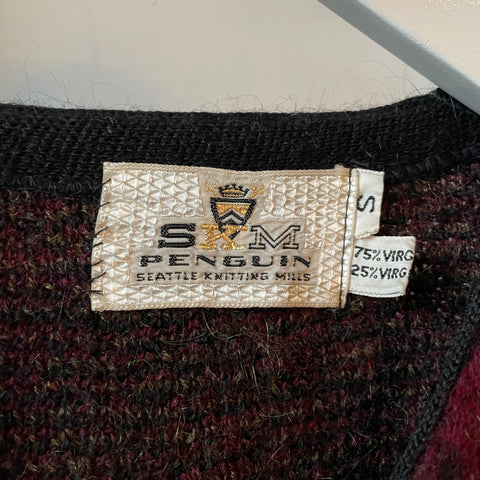 SKM
PENGUIN
SEATTLE KNITTING MILLS
S
75% VIRG
25% VIRG